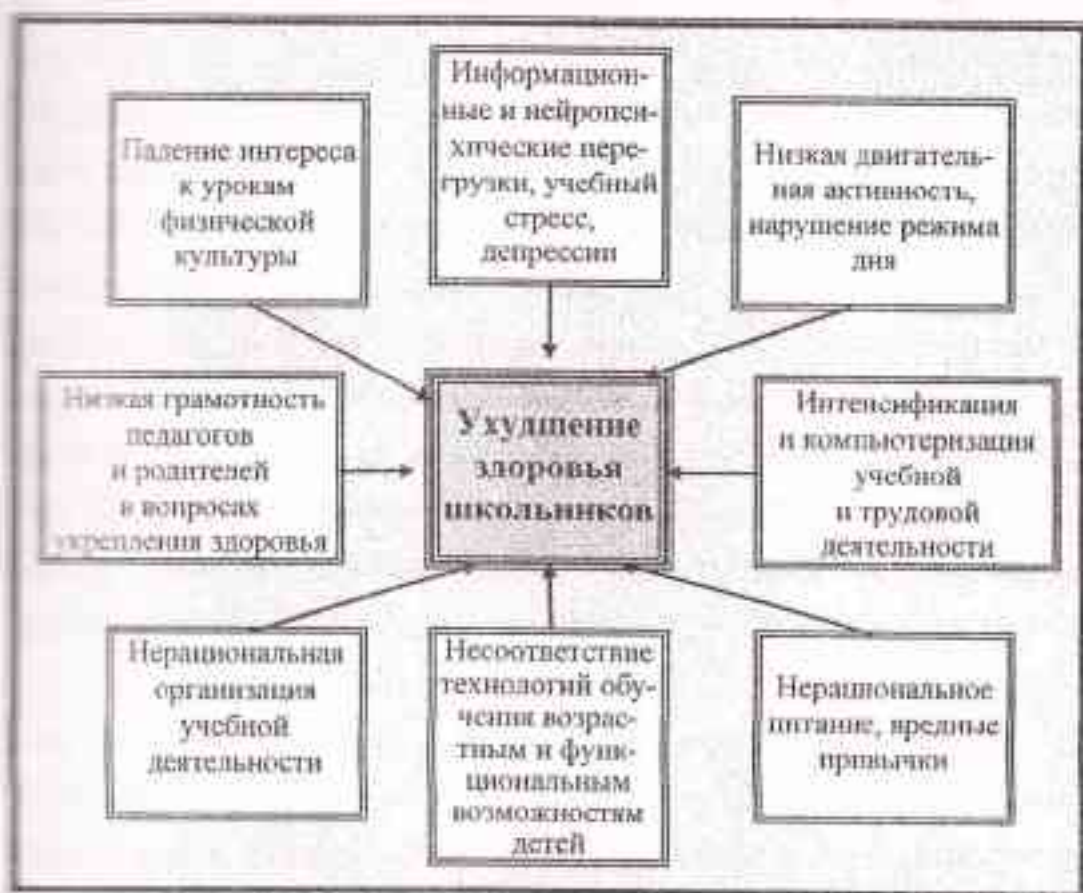 Падение интереса
к урокам
физической
культуры
Информацион-
ные и нейропси-
хические пере-
грузки, учебный
стресс,
депрессии
Низкая двигатель-
ная активность,
нарушение режима
дня
Низкая грамотность
педагогов
и родителей
в вопросах
укрепления здоровья
Ухудшение
здоровья
школьников
Интенсификация
и компьютеризация
учебной
и трудовой
деятельности
Нерациональная
организация
учебной
деятельности
Несоответствие
технологий обу-
чения возрас-
тным и функ-
циональным
возможностям
детей
Нерациональное
питание, вредные
привычки